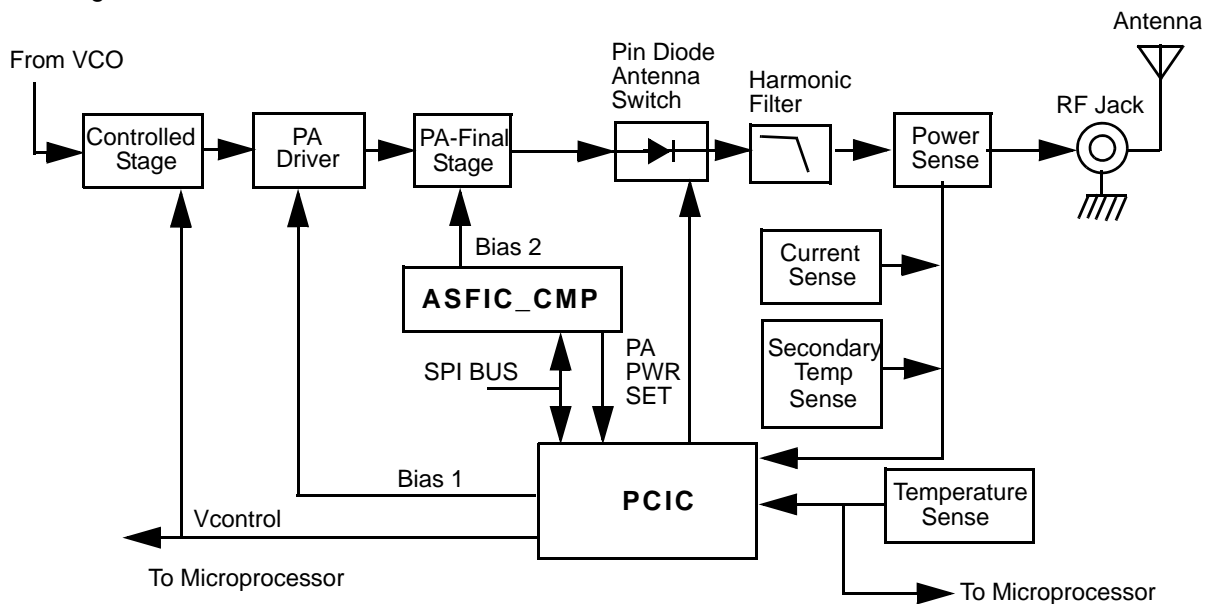 Antenna
From VCO
Pin Diode
Antenna
Switch
Harmonic
Filter
RF Jack
Controlled
Stage
PA
Driver
PA-Final
Stage
Power
Sense
Bias 2
Current
Sense
ASFIC_CMP
SPI BUS
PA
PWR
SET
Secondary
Temp
Sense
Bias 1
PCIC
Temperature
Sense
Vcontrol
To Microprocessor
To Microprocessor